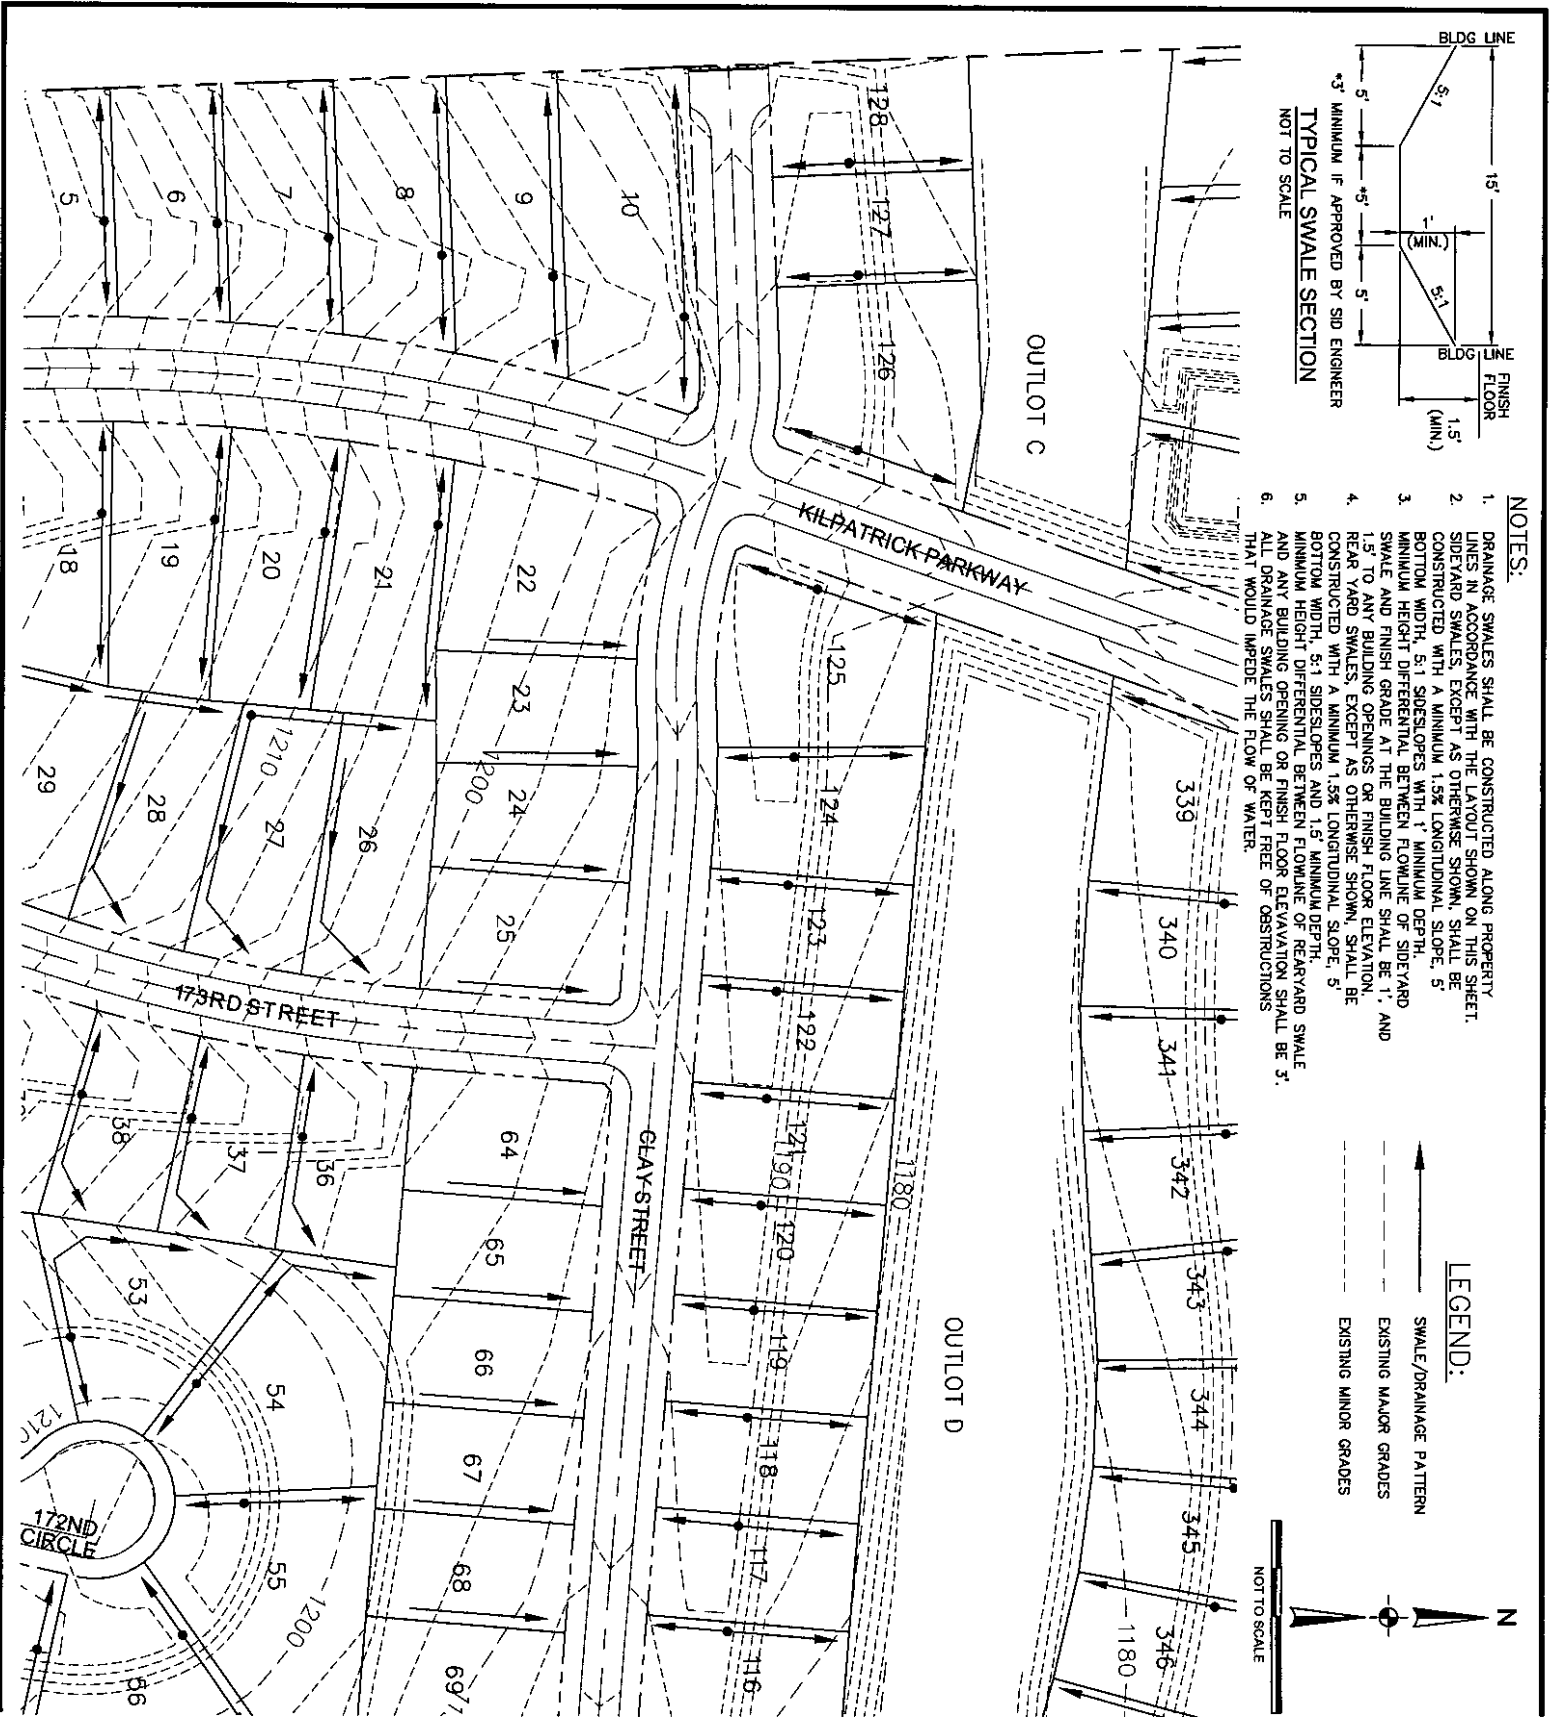 BLDG LINE
15'
5:1
5:1
1'
(MIN.)
5'
*5'
5'
BLDG LINE
FINISH
FLOOR
1.5'
(MIN.)
*3' MINIMUM IF APPROVED BY SID ENGINEER
TYPICAL SWALE SECTION
NOT TO SCALE
NOTES:
1. DRAINAGE SWALES SHALL BE CONSTRUCTED ALONG PROPERTY
LINES IN ACCORDANCE WITH THE LAYOUT SHOWN ON THIS SHEET.
2. SIDEYARD SWALES, EXCEPT AS OTHERWISE SHOWN, SHALL BE
CONSTRUCTED WITH A MINIMUM 1.5% LONGITUDINAL SLOPE, 5'
BOTTOM WIDTH, 5:1 SIDESLOPES WITH 1' MINIMUM DEPTH.
3. MINIMUM HEIGHT DIFFERENTIAL BETWEEN FLOWLINE OF SIDEYARD
SWALE AND FINISH GRADE AT THE BUILDING LINE SHALL BE 1', AND
1.5' TO ANY BUILDING OPENINGS OR FINISH FLOOR ELEVATION.
4. REAR YARD SWALES, EXCEPT AS OTHERWISE SHOWN, SHALL BE
CONSTRUCTED WITH A MINIMUM 1.5% LONGITUDINAL SLOPE, 5'
BOTTOM WIDTH, 5:1 SIDESLOPES AND 1.5' MINIMUM DEPTH.
5. MINIMUM HEIGHT DIFFERENTIAL BETWEEN FLOWLINE OF REARYARD SWALE
AND ANY BUILDING OPENING OR FINISH FLOOR ELEVAVATION SHALL BE 3'.
6. ALL DRAINAGE SWALES SHALL BE KEPT FREE OF OBSTRUCTIONS
THAT WOULD IMPEDE THE FLOW OF WATER.
LEGEND:
SWALE/DRAINAGE PATTERN
EXISTING MAJOR GRADES
EXISTING MINOR GRADES
N
NOT TO SCALE
339
340
341
342
343
344
345
346
1180
OUTLOT C
OUTLOT D
1180
128
127
126
125
124
123
122
121
1190
120
119
118
117
116
KILPATRICK PARKWAY
CLAY STREET
10
9
8
7
6
5
22
23
24
25
1200
21
20
19
18
64
65
66
67
68
69
1210
26
27
28
29
173RD STREET
36
37
38
53
54
55
56
1200
1210
172ND
CIRCLE